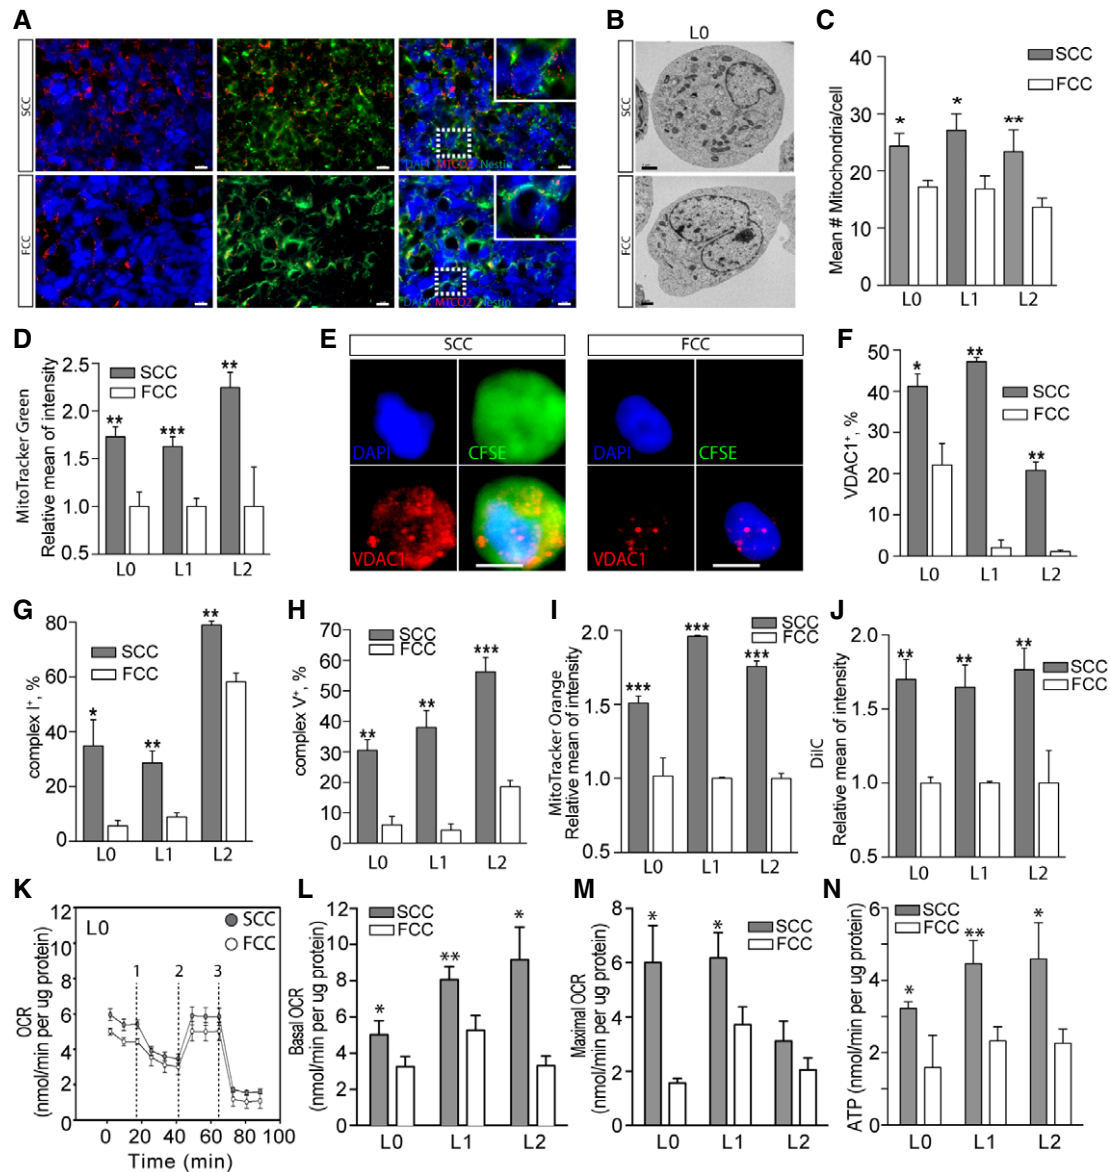 A
SCC
DAPI MTCO2 Nestin
FCC
DAPI MTCO2 Nestin
B
L0
SCC
FCC
C
Mean # Mitochondria/cell
40
30
20
10
0
* * **
SCC
FCC
L0 L1 L2
D
MitoTracker Green
Relative mean of intensity
2.5
2.0
1.5
1.0
0.5
** *** **
SCC
FCC
L0 L1 L2
E
SCC
FCC
DAPI CFSE
VDAC1
DAPI CFSE
VDAC1
F
VDAC1+, %
50
40
30
20
10
0
* ** **
SCC
FCC
L0 L1 L2
G
complex I+, %
80
60
40
20
0
* ** **
SCC
FCC
L0 L1 L2
H
complex V+, %
70
60
50
40
30
20
10
0
** ** ***
SCC
FCC
L0 L1 L2
I
MitoTracker Orange
Relative mean of intensity
2.0
1.5
1.0
0.5
*** *** ***
SCC
FCC
L0 L1 L2
J
DilC
Relative mean of intensity
2.0
1.5
1.0
0.5
** ** **
SCC
FCC
L0 L1 L2
K
OCR
(nmol/min per ug protein)
12
10
8
6
4
2
0
L0
SCC
FCC
1 2 3
0 20 40 60 80 100
Time (min)
L
Basal OCR
(nmol/min per ug protein)
12
10
8
6
4
2
0
* ** *
SCC
FCC
L0 L1 L2
M
Maximal OCR
(nmol/min per ug protein)
8
6
4
2
0
* *
SCC
FCC
L0 L1 L2
N
ATP (nmol/min per ug protein)
6
4
2
0
* ** *
SCC
FCC
L0 L1 L2